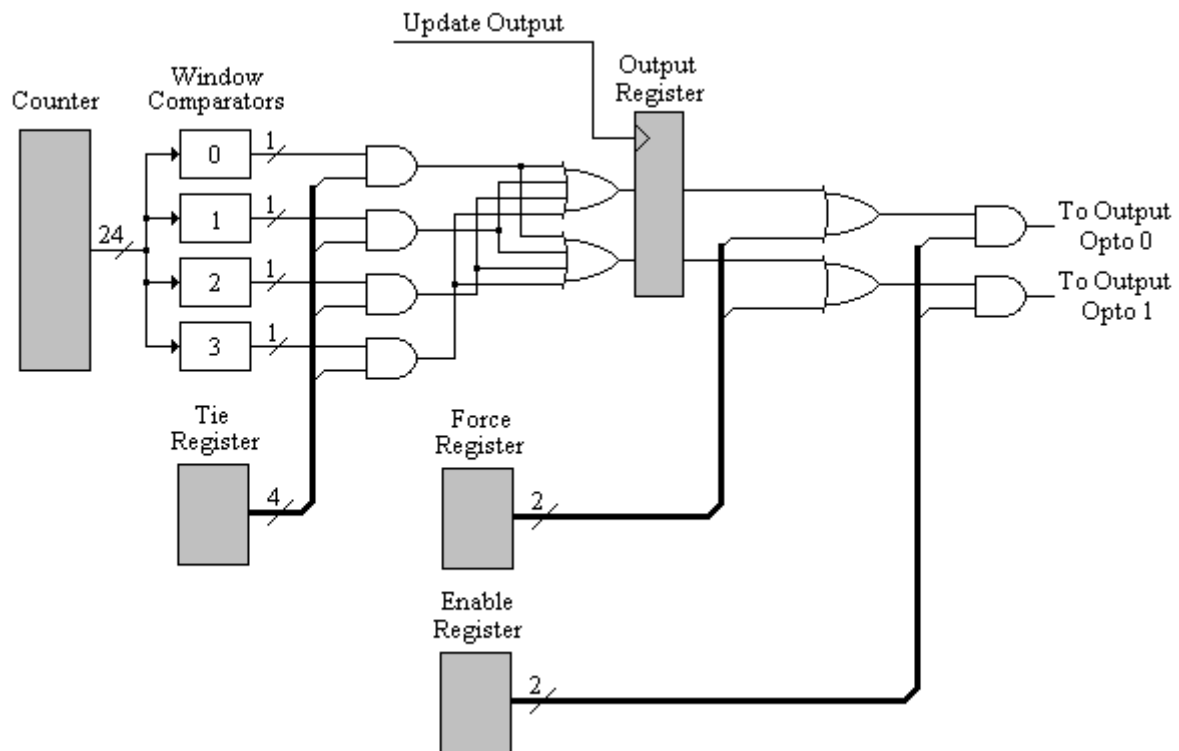 Update Output
Output
Register
Window
Comparators
Counter
1
0
1
1
24
1
2
1
3
To Output
Opto 0
To Output
Opto 1
Tie
Register
4
Force
Register
2
Enable
Register
2